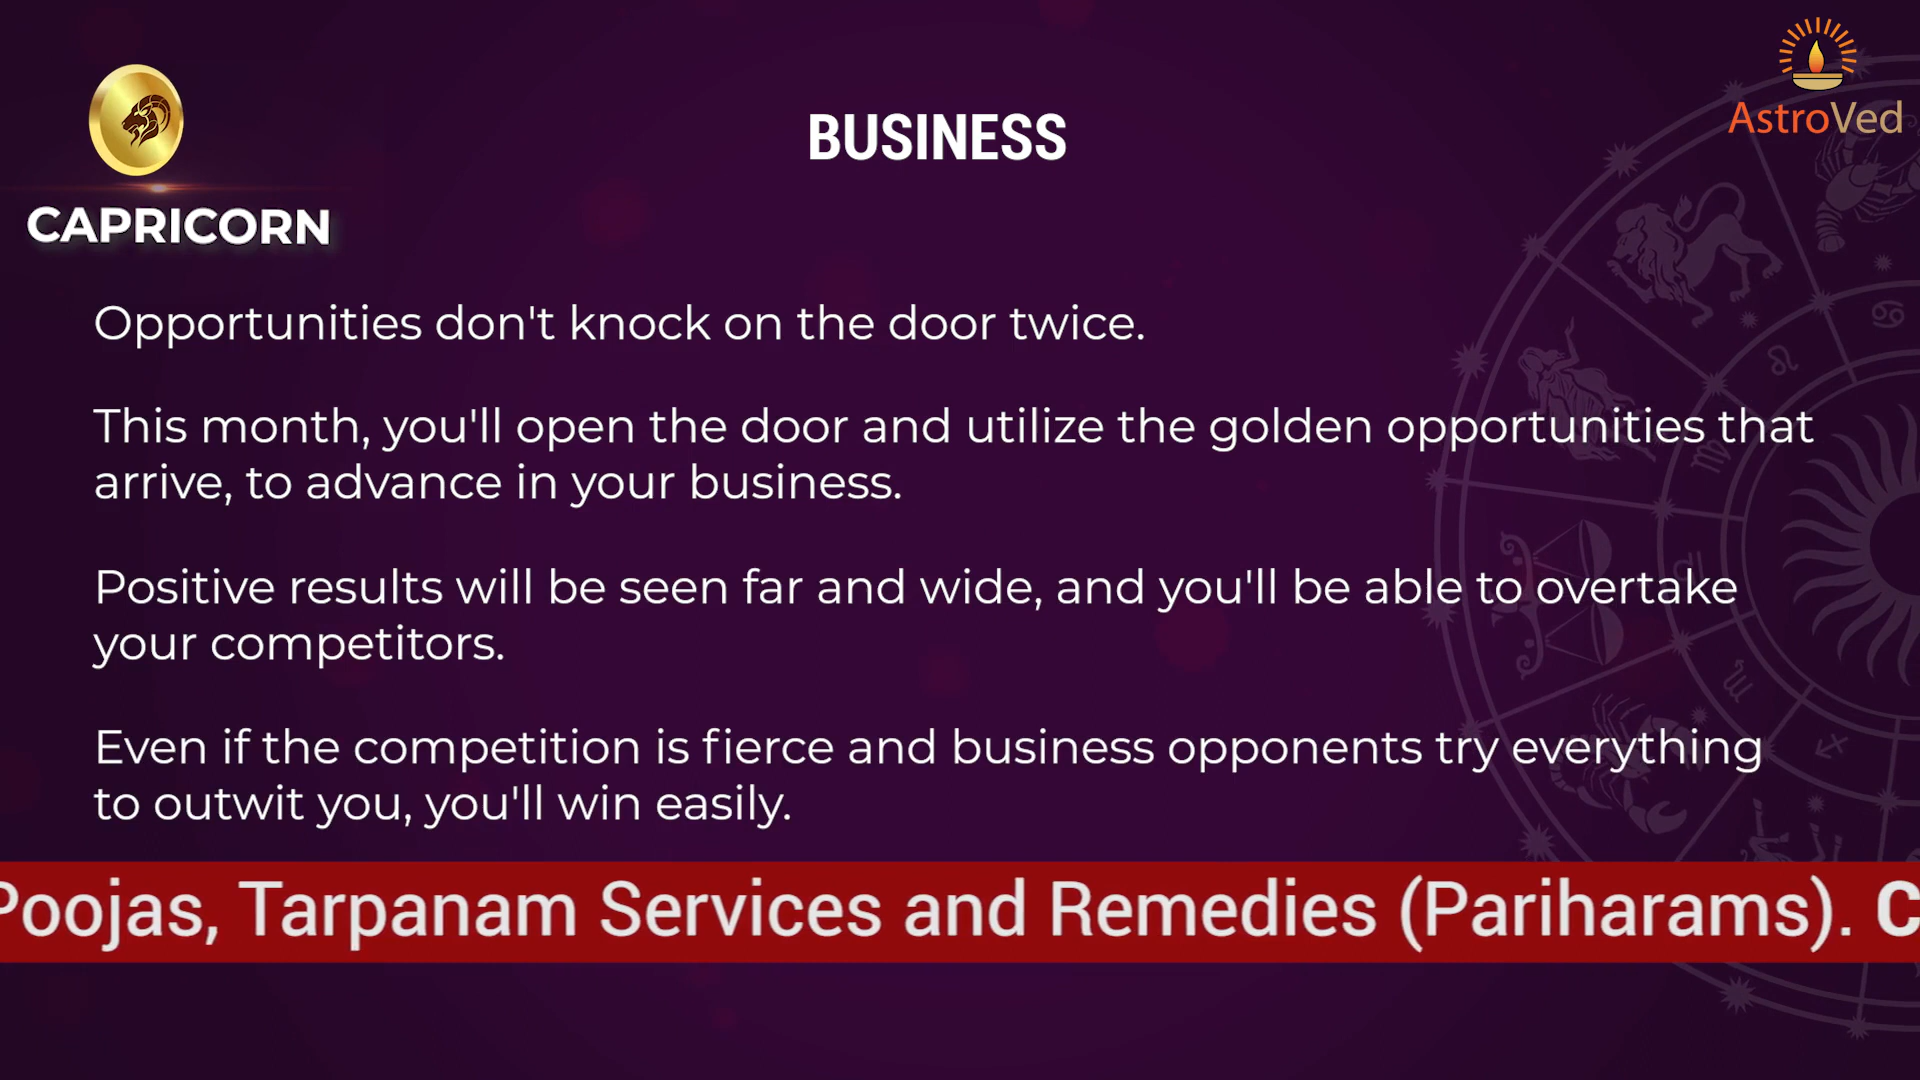 AstroVed
BUSINESS
CAPRICORN
Opportunities don't knock on the door twice.
This month, you'll open the door and utilize the golden opportunities that
arrive, to advance in your business.
Positive results will be seen far and wide, and you'll be able to overtake
your competitors.
Even if the competition is fierce and business opponents try everything
to outwit you, you'll win easily.
Poojas, Tarpanam Services and Remedies (Pariharams). C